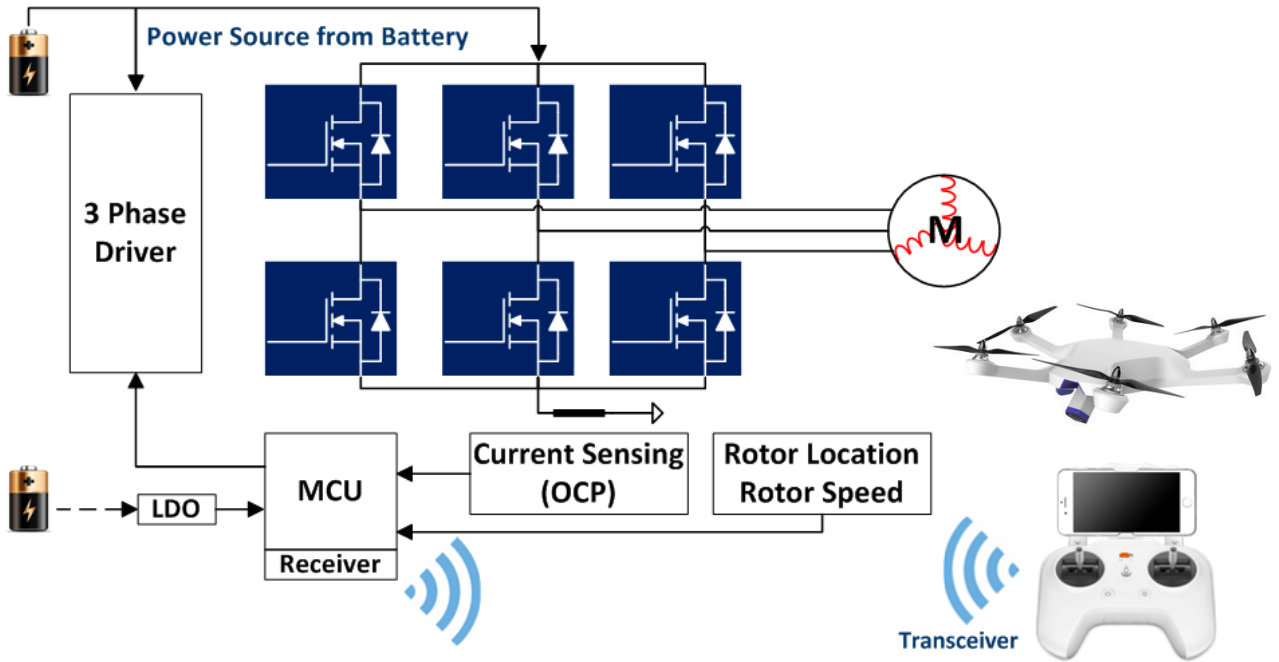 Power Source from Battery
3 Phase
Driver
M
Current Sensing
(OCP)
Rotor Location
Rotor Speed
MCU
LDO
Receiver
Transceiver